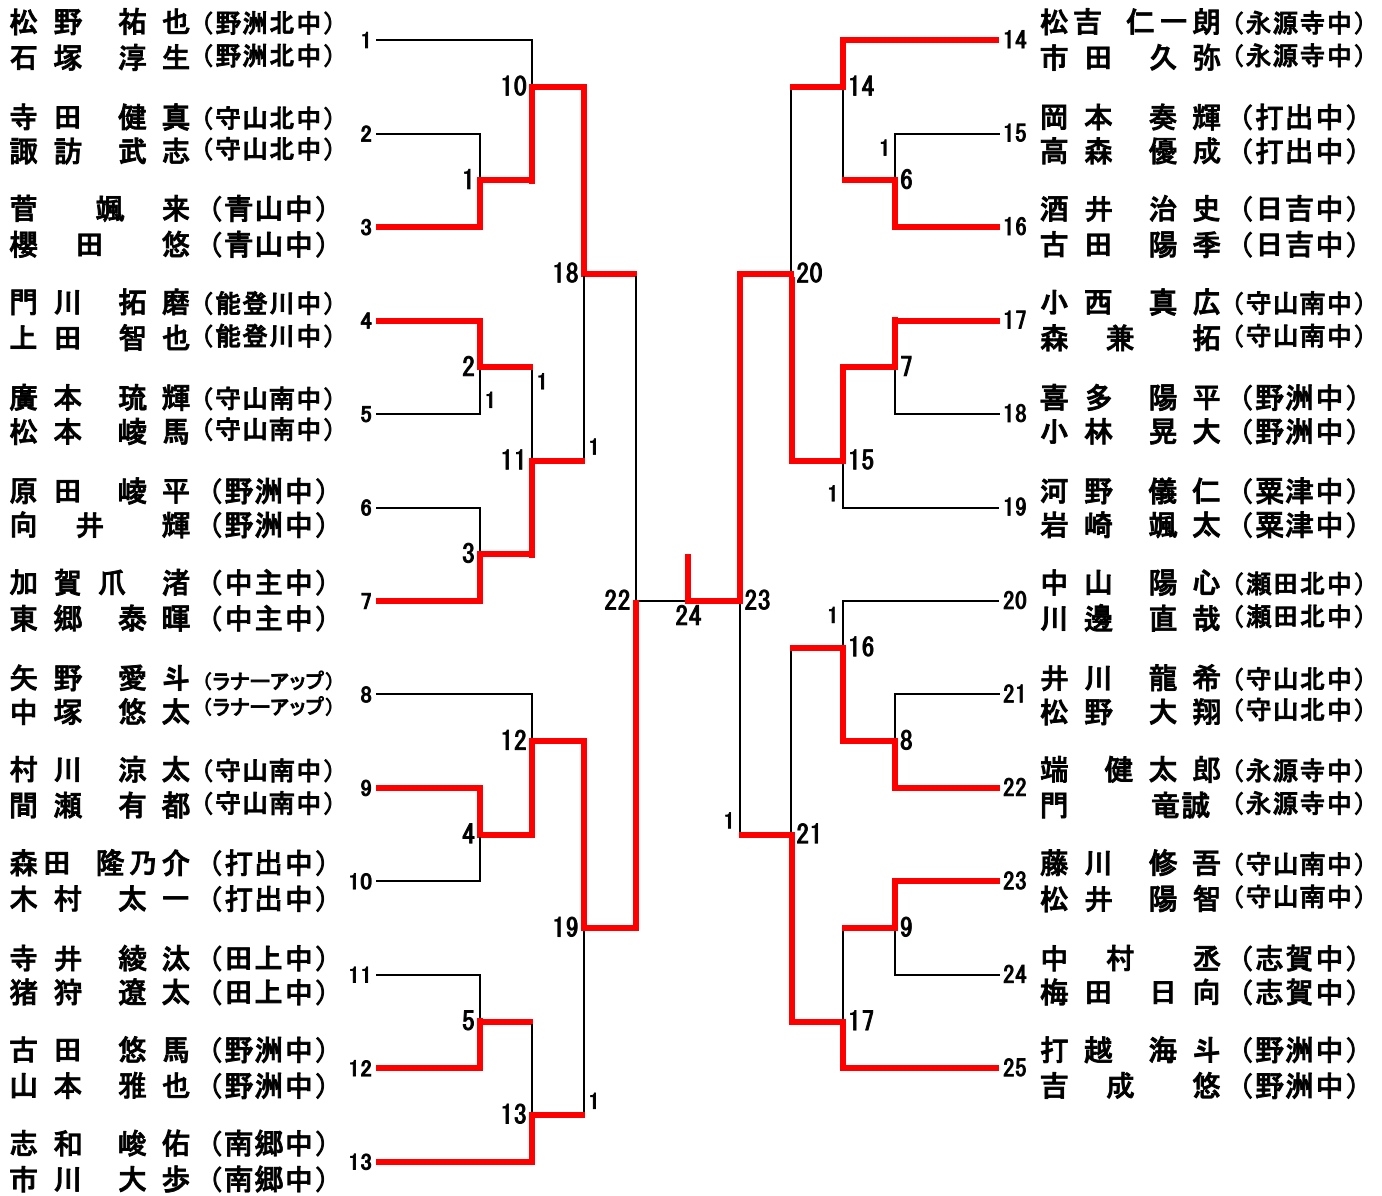 松野 祐也（野洲北中）
石塚 淳生（野洲北中）
1
寺田 健真（守山北中）
諏訪 武志（守山北中）
2
菅 颯来（青山中）
櫻田 悠（青山中）
3
門川 拓磨（能登川中）
上田 智也（能登川中）
4
廣本 琉輝（守山南中）
松本 崚馬（守山南中）
5
原田 崚平（野洲中）
向井 輝（野洲中）
6
加賀爪 渚（中主中）
東郷 泰暉（中主中）
7
矢野 愛斗（ラナーアップ）
中塚 悠太（ラナーアップ）
8
村川 涼太（守山南中）
間瀬 有都（守山南中）
9
森田 隆乃介（打出中）
木村 太一（打出中）
10
寺井 綾汰（田上中）
猪狩 遼太（田上中）
11
古田 悠馬（野洲中）
山本 雅也（野洲中）
12
志和 峻佑（南郷中）
市川 大歩（南郷中）
13
10
1
18
2
1
1
11
3
22
12
4
19
5
13
1
24
23
14
1
6
20
7
15
1
1
16
8
1
21
9
17
14
松吉 仁一朗（永源寺中）
市田 久弥（永源寺中）
15
岡本 奏輝（打出中）
高森 優成（打出中）
16
酒井 治史（日吉中）
古田 陽季（日吉中）
17
小西 真広（守山南中）
森兼 拓（守山南中）
18
喜多 陽平（野洲中）
小林 晃大（野洲中）
19
河野 儀仁（粟津中）
岩崎 颯太（粟津中）
20
中山 陽心（瀬田北中）
川邊 直哉（瀬田北中）
21
井川 龍希（守山北中）
松野 大翔（守山北中）
22
端 健太郎（永源寺中）
門 竜誠（永源寺中）
23
藤川 修吾（守山南中）
松井 陽智（守山南中）
24
中村 丞（志賀中）
梅田 日向（志賀中）
25
打越 海斗（野洲中）
吉成 悠（野洲中）
1